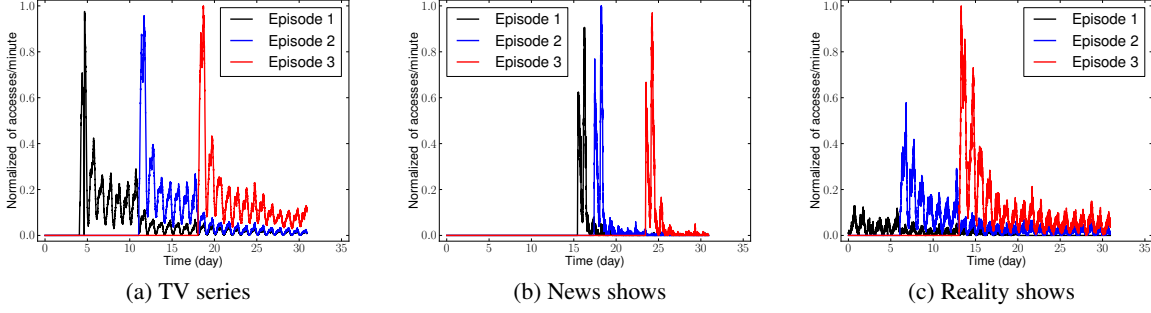 Normalized of accesses/minute
1.0
0.8
0.6
0.4
0.2
0.0
0 5 10 15 20 25 30 35
Time (day)
Episode 1
Episode 2
Episode 3
(a) TV series
Normalized of accesses/minute
1.0
0.8
0.6
0.4
0.2
0.0
0 5 10 15 20 25 30 35
Time (day)
Episode 1
Episode 2
Episode 3
(b) News shows
Normalized of accesses/minute
1.0
0.8
0.6
0.4
0.2
0.0
0 5 10 15 20 25 30 35
Time (day)
Episode 1
Episode 2
Episode 3
(c) Reality shows